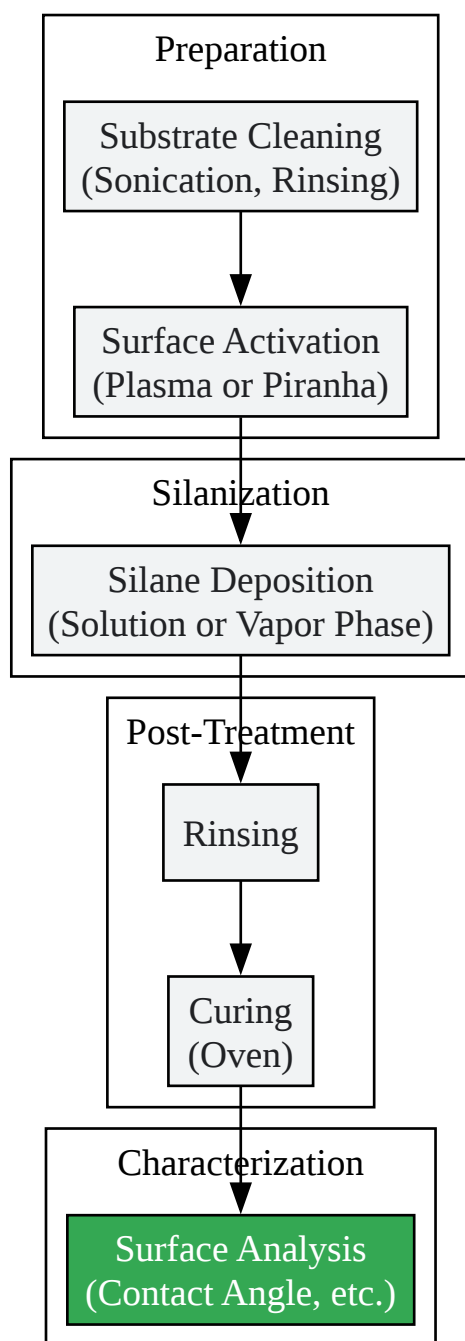 Preparation
Substrate Cleaning
(Sonication, Rinsing)
Surface Activation
(Plasma or Piranha)
Silanization
Silane Deposition
(Solution or Vapor Phase)
Post-Treatment
Rinsing
Curing
(Oven)
Characterization
Surface Analysis
(Contact Angle, etc.)